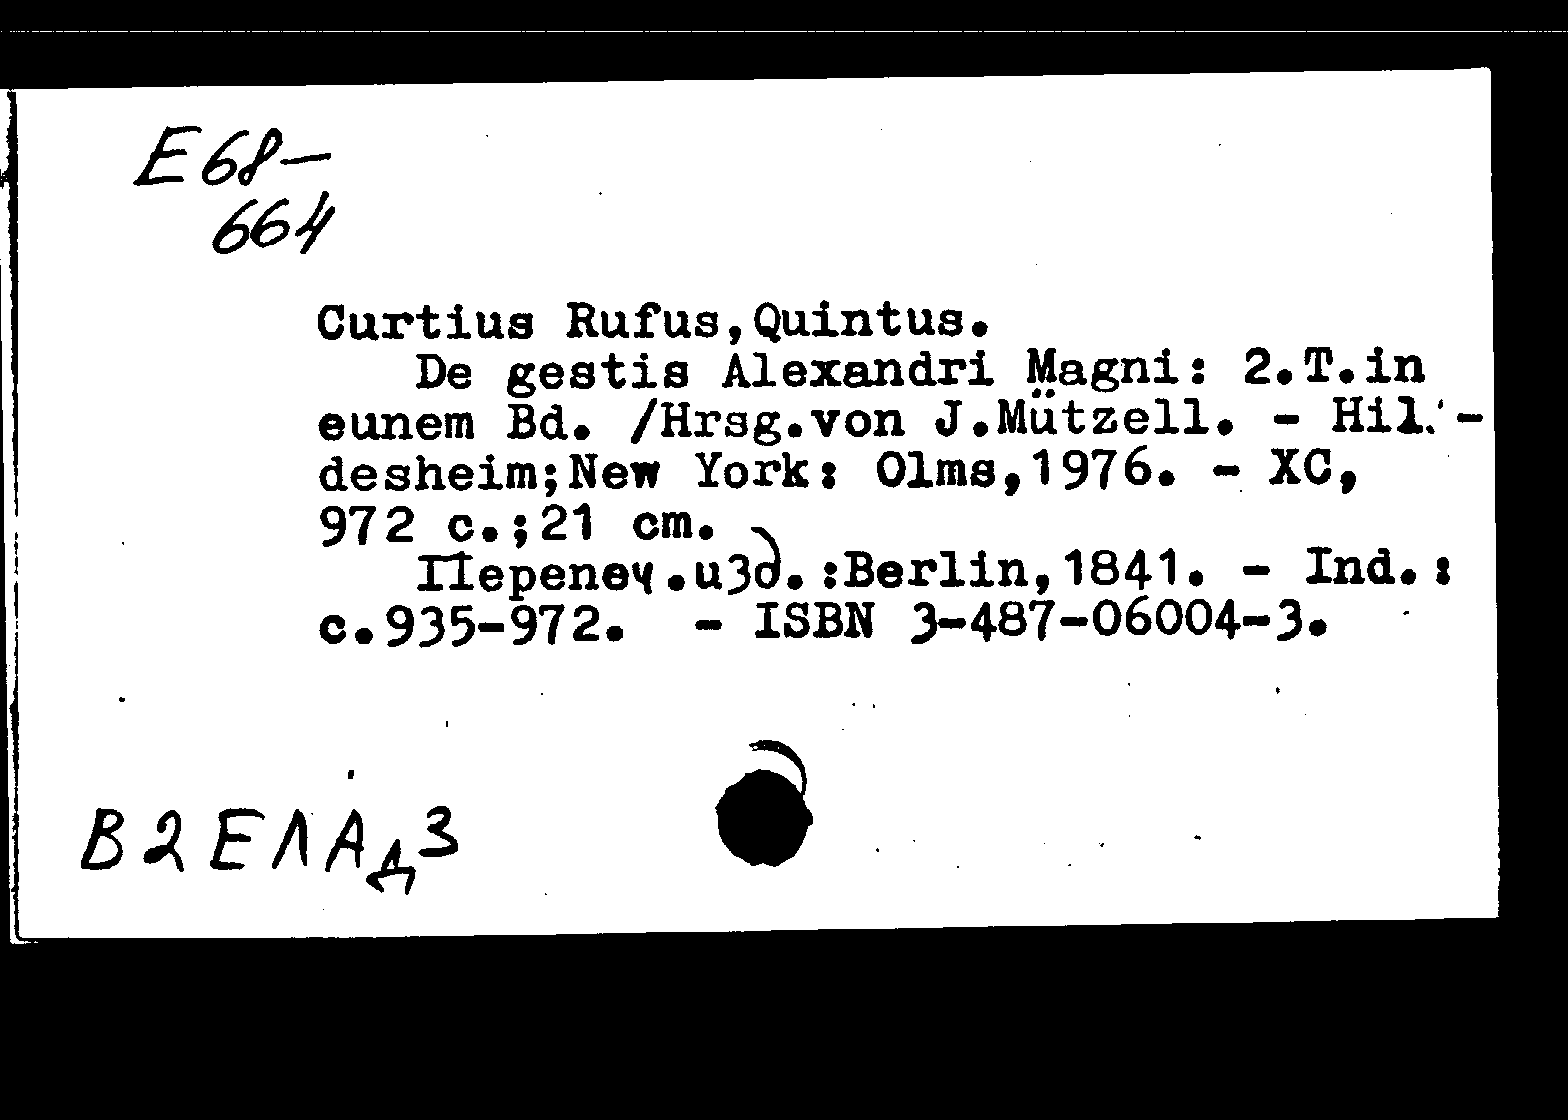 E68-
664
Curtius Rufus,Quintus.
De gestis Alexandri Magni: 2.T.in
eunem Bd. /Hrsg.von J.Mützell. - Hil-
desheim;New York: Olms,1976. - XC,
972 c.;21 cm.
Перепеч.изд.:Berlin,1841. - Ind.:
c.935-972. - ISBN 3-487-06004-3.
В2ЕЛАд3